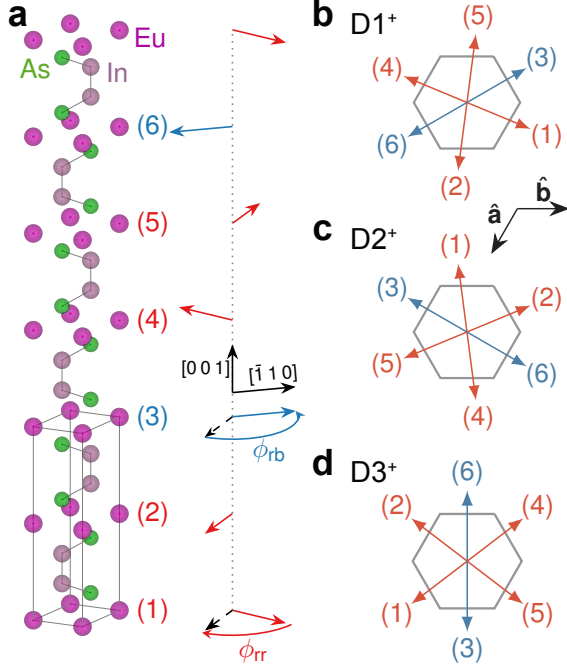 a
Eu
As
In
(6)
(5)
(4)
(3)
(2)
(1)
[0 0 1]
[1̄ 1 0]
ϕrb
ϕrr
b
D1⁺
(5)
(4)
(3)
(6)
(1)
(2)
â
b̂
c
D2⁺
(1)
(3)
(2)
(5)
(6)
(4)
d
D3⁺
(6)
(2)
(4)
(1)
(5)
(3)